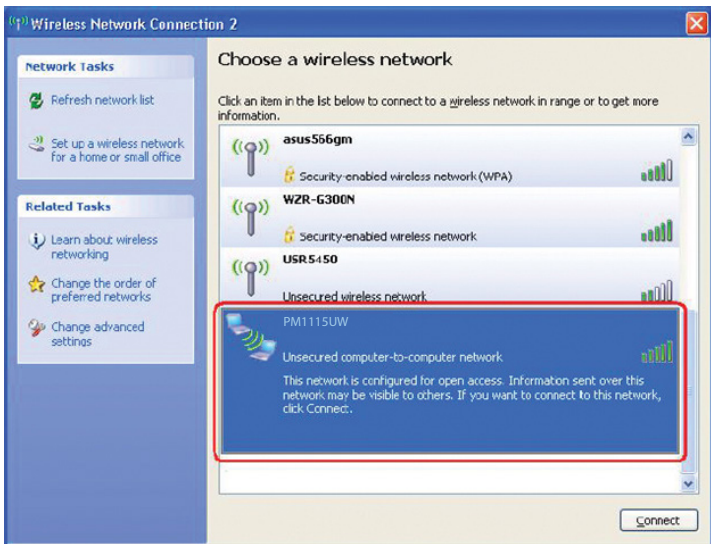 Wireless Network Connection 2
Network Tasks
Refresh network list
Set up a wireless network
for a home or small office
Related Tasks
Learn about wireless
networking
Change the order of
preferred networks
Change advanced
settings
Choose a wireless network
Click an item in the list below to connect to a wireless network in range or to get more
information.
asus566gm
Security-enabled wireless network (WPA)
WZR-G300N
Security-enabled wireless network
USR5450
Unsecured wireless network
PM1115UW
Unsecured computer-to-computer network
This network is configured for open access. Information sent over this
network may be visible to others. If you want to connect to this network,
click Connect.
Connect